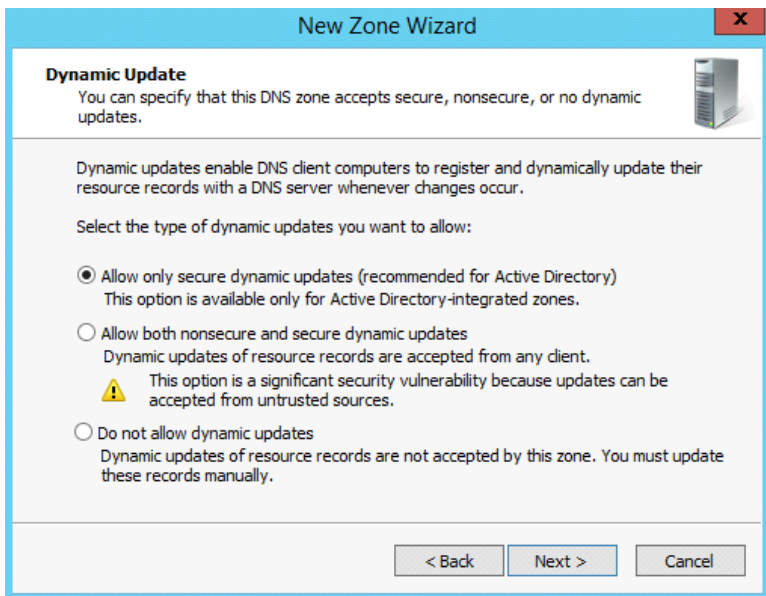 New Zone Wizard
X
Dynamic Update
You can specify that this DNS zone accepts secure, nonsecure, or no dynamic
updates.
Dynamic updates enable DNS client computers to register and dynamically update their
resource records with a DNS server whenever changes occur.
Select the type of dynamic updates you want to allow:
Allow only secure dynamic updates (recommended for Active Directory)
This option is available only for Active Directory-integrated zones.
Allow both nonsecure and secure dynamic updates
Dynamic updates of resource records are accepted from any client.
This option is a significant security vulnerability because updates can be
accepted from untrusted sources.
Do not allow dynamic updates
Dynamic updates of resource records are not accepted by this zone. You must update
these records manually.
< Back Next > Cancel